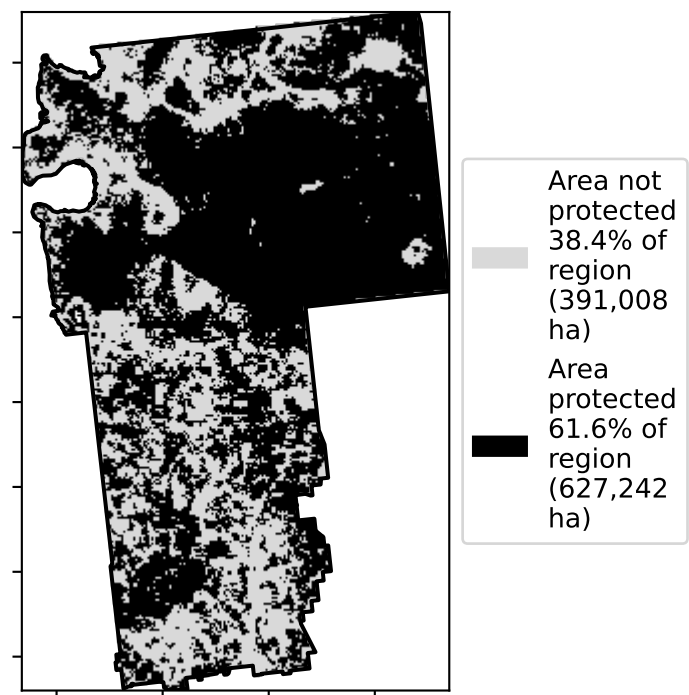 Area not
protected
38.4% of
region
(391,008
ha)
Area
protected
61.6% of
region
(627,242
ha)